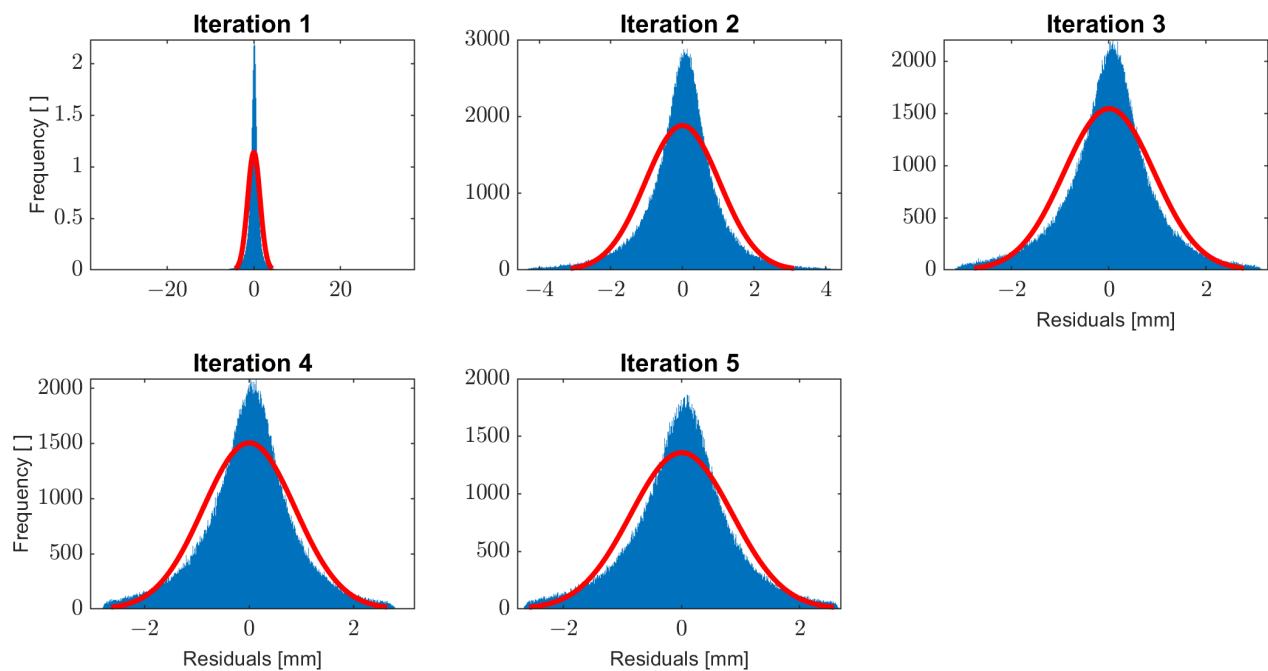 Iteration 1
Frequency [ ]
2
1.5
1
0.5
0
−20 0 20
Iteration 2
3000
2000
1000
0
−4 −2 0 2 4
Iteration 3
2000
1500
1000
500
0
−2 0 2
Residuals [mm]
Iteration 4
Frequency [ ]
2000
1500
1000
500
0
−2 0 2
Residuals [mm]
Iteration 5
2000
1500
1000
500
0
−2 0 2
Residuals [mm]